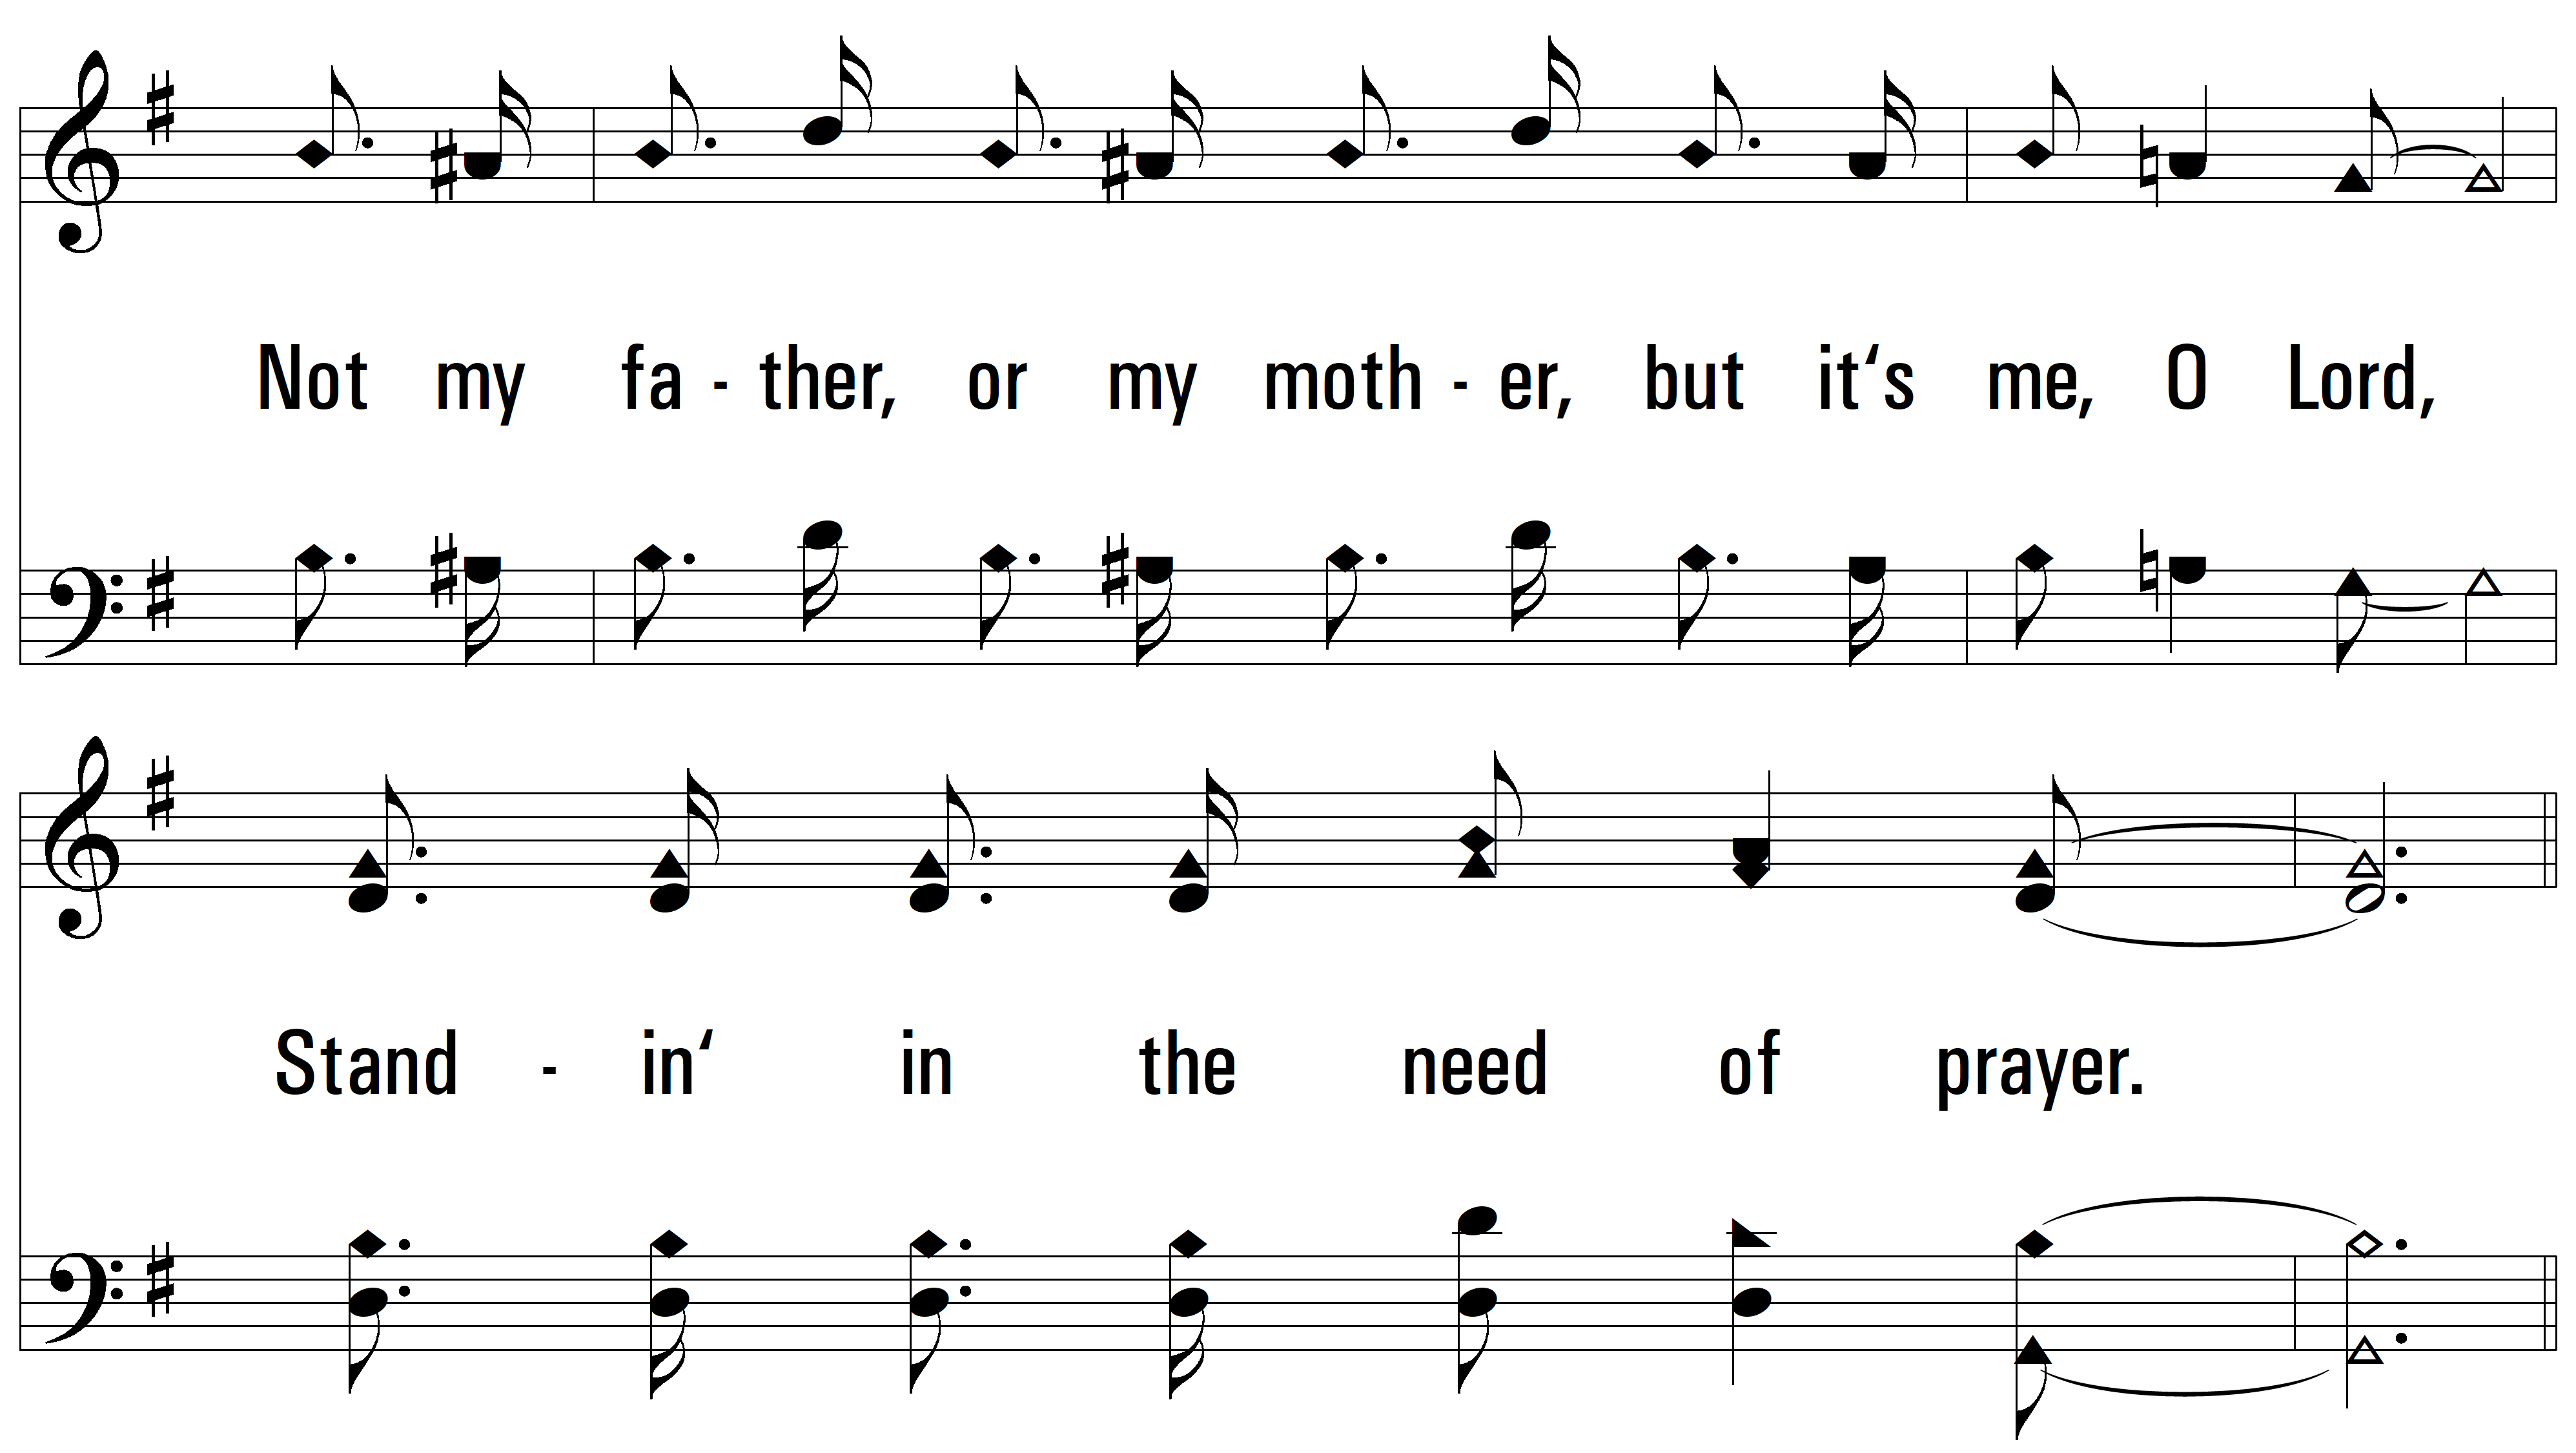 Not my fa - ther, or my moth - er, but it‘s me, O Lord,
Stand - in‘ in the need of prayer.